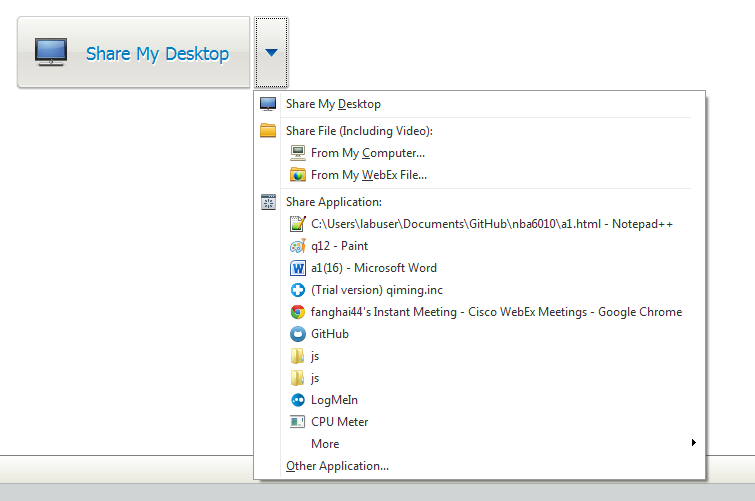 Share My Desktop
Share My Desktop
Share File (Including Video):
From My Computer...
From My WebEx File...
Share Application:
C:\Users\labuser\Documents\GitHub\nba6010\a1.html - Notepad++
q12 - Paint
a1(16) - Microsoft Word
(Trial version) qiming.inc
fanghai44's Instant Meeting - Cisco WebEx Meetings - Google Chrome
GitHub
js
js
LogMeIn
CPU Meter
More
Other Application...